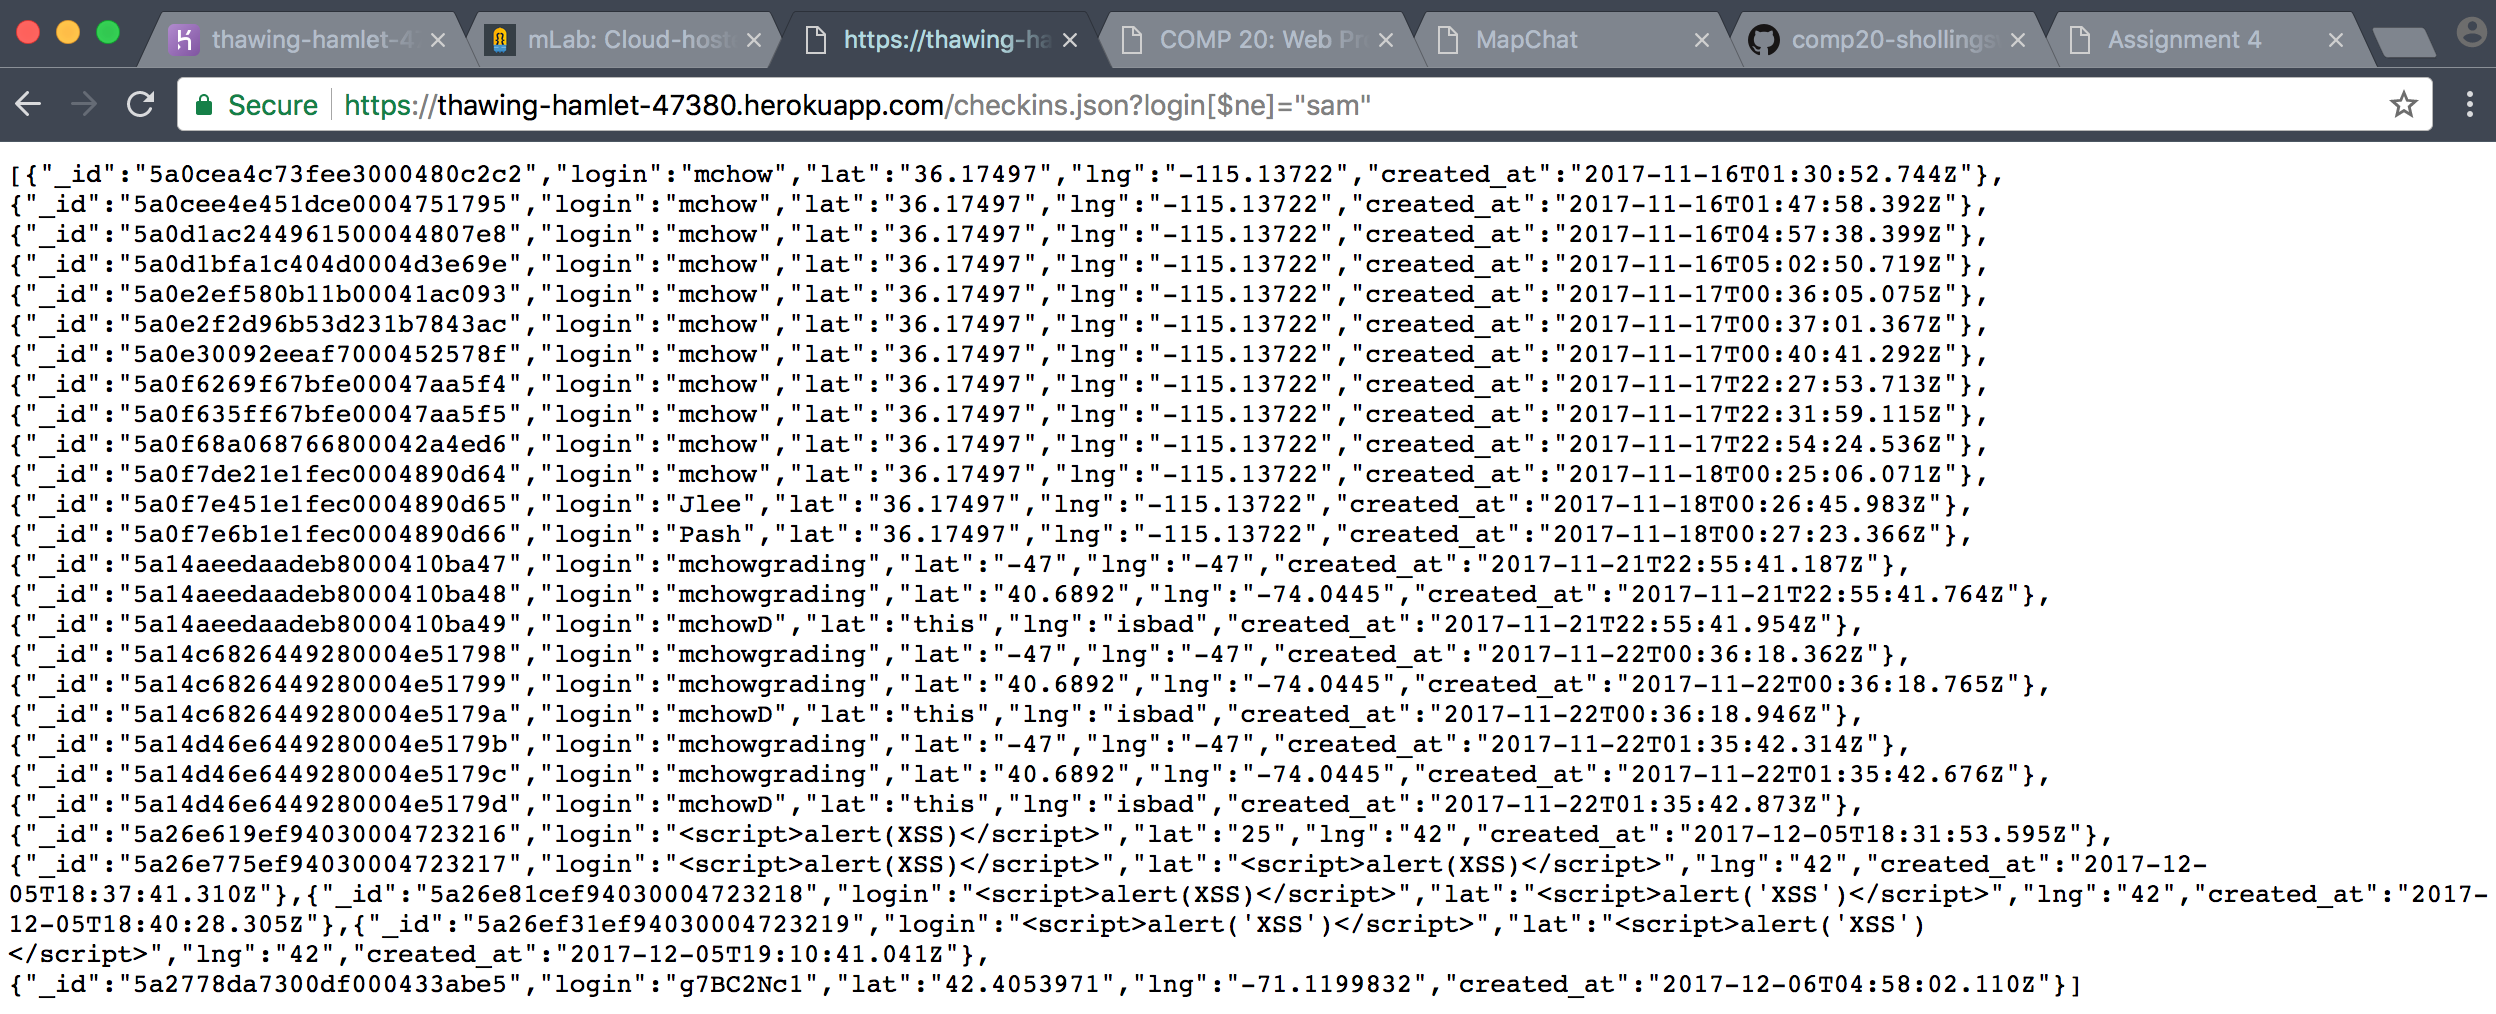 thawing-hamlet-4
mLab: Cloud-hoste
https://thawing-ha
COMP 20: Web Pr
MapChat
comp20-shollings
Assignment 4
Secure
https://thawing-hamlet-47380.herokuapp.com/checkins.json?login[$ne]="sam"
[{"_id":"5a0cea4c73fee3000480c2c2","login":"mchow","lat":"36.17497","lng":"-115.13722","created_at":"2017-11-16T01:30:52.744Z"},
{"_id":"5a0cee4e451dce0004751795","login":"mchow","lat":"36.17497","lng":"-115.13722","created_at":"2017-11-16T01:47:58.392Z"},
{"_id":"5a0d1ac244961500044807e8","login":"mchow","lat":"36.17497","lng":"-115.13722","created_at":"2017-11-16T04:57:38.399Z"},
{"_id":"5a0d1bfa1c404d0004d3e69e","login":"mchow","lat":"36.17497","lng":"-115.13722","created_at":"2017-11-16T05:02:50.719Z"},
{"_id":"5a0e2ef580b11b00041ac093","login":"mchow","lat":"36.17497","lng":"-115.13722","created_at":"2017-11-17T00:36:05.075Z"},
{"_id":"5a0e2f2d96b53d231b7843ac","login":"mchow","lat":"36.17497","lng":"-115.13722","created_at":"2017-11-17T00:37:01.367Z"},
{"_id":"5a0e30092eeaf7000452578f","login":"mchow","lat":"36.17497","lng":"-115.13722","created_at":"2017-11-17T00:40:41.292Z"},
{"_id":"5a0f6269f67bfe00047aa5f4","login":"mchow","lat":"36.17497","lng":"-115.13722","created_at":"2017-11-17T22:27:53.713Z"},
{"_id":"5a0f635ff67bfe00047aa5f5","login":"mchow","lat":"36.17497","lng":"-115.13722","created_at":"2017-11-17T22:31:59.115Z"},
{"_id":"5a0f68a068766800042a4ed6","login":"mchow","lat":"36.17497","lng":"-115.13722","created_at":"2017-11-17T22:54:24.536Z"},
{"_id":"5a0f7de21e1fec0004890d64","login":"mchow","lat":"36.17497","lng":"-115.13722","created_at":"2017-11-18T00:25:06.071Z"},
{"_id":"5a0f7e451e1fec0004890d65","login":"Jlee","lat":"36.17497","lng":"-115.13722","created_at":"2017-11-18T00:26:45.983Z"},
{"_id":"5a0f7e6b1e1fec0004890d66","login":"Pash","lat":"36.17497","lng":"-115.13722","created_at":"2017-11-18T00:27:23.366Z"},
{"_id":"5a14aeedaadeb8000410ba47","login":"mchowgrading","lat":"-47","lng":"-47","created_at":"2017-11-21T22:55:41.187Z"},
{"_id":"5a14aeedaadeb8000410ba48","login":"mchowgrading","lat":"40.6892","lng":"-74.0445","created_at":"2017-11-21T22:55:41.764Z"},
{"_id":"5a14aeedaadeb8000410ba49","login":"mchowD","lat":"this","lng":"isbad","created_at":"2017-11-21T22:55:41.954Z"},
{"_id":"5a14c6826449280004e51798","login":"mchowgrading","lat":"-47","lng":"-47","created_at":"2017-11-22T00:36:18.362Z"},
{"_id":"5a14c6826449280004e51799","login":"mchowgrading","lat":"40.6892","lng":"-74.0445","created_at":"2017-11-22T00:36:18.765Z"},
{"_id":"5a14c6826449280004e5179a","login":"mchowD","lat":"this","lng":"isbad","created_at":"2017-11-22T00:36:18.946Z"},
{"_id":"5a14d46e6449280004e5179b","login":"mchowgrading","lat":"-47","lng":"-47","created_at":"2017-11-22T01:35:42.314Z"},
{"_id":"5a14d46e6449280004e5179c","login":"mchowgrading","lat":"40.6892","lng":"-74.0445","created_at":"2017-11-22T01:35:42.676Z"},
{"_id":"5a14d46e6449280004e5179d","login":"mchowD","lat":"this","lng":"isbad","created_at":"2017-11-22T01:35:42.873Z"},
{"_id":"5a26e619ef94030004723216","login":"<script>alert(XSS)</script>","lat":"25","lng":"42","created_at":"2017-12-05T18:31:53.595Z"},
{"_id":"5a26e775ef94030004723217","login":"<script>alert(XSS)</script>","lat":"<script>alert(XSS)</script>","lng":"42","created_at":"2017-12-
05T18:37:41.310Z"},{"_id":"5a26e81cef94030004723218","login":"<script>alert(XSS)</script>","lat":"<script>alert('XSS')</script>","lng":"42","created_at":"2017-
12-05T18:40:28.305Z"},{"_id":"5a26ef31ef94030004723219","login":"<script>alert('XSS')</script>","lat":"<script>alert('XSS')
</script>","lng":"42","created_at":"2017-12-05T19:10:41.041Z"},
{"_id":"5a2778da7300df000433abe5","login":"g7BC2Nc1","lat":"42.4053971","lng":"-71.1199832","created_at":"2017-12-06T04:58:02.110Z"}]